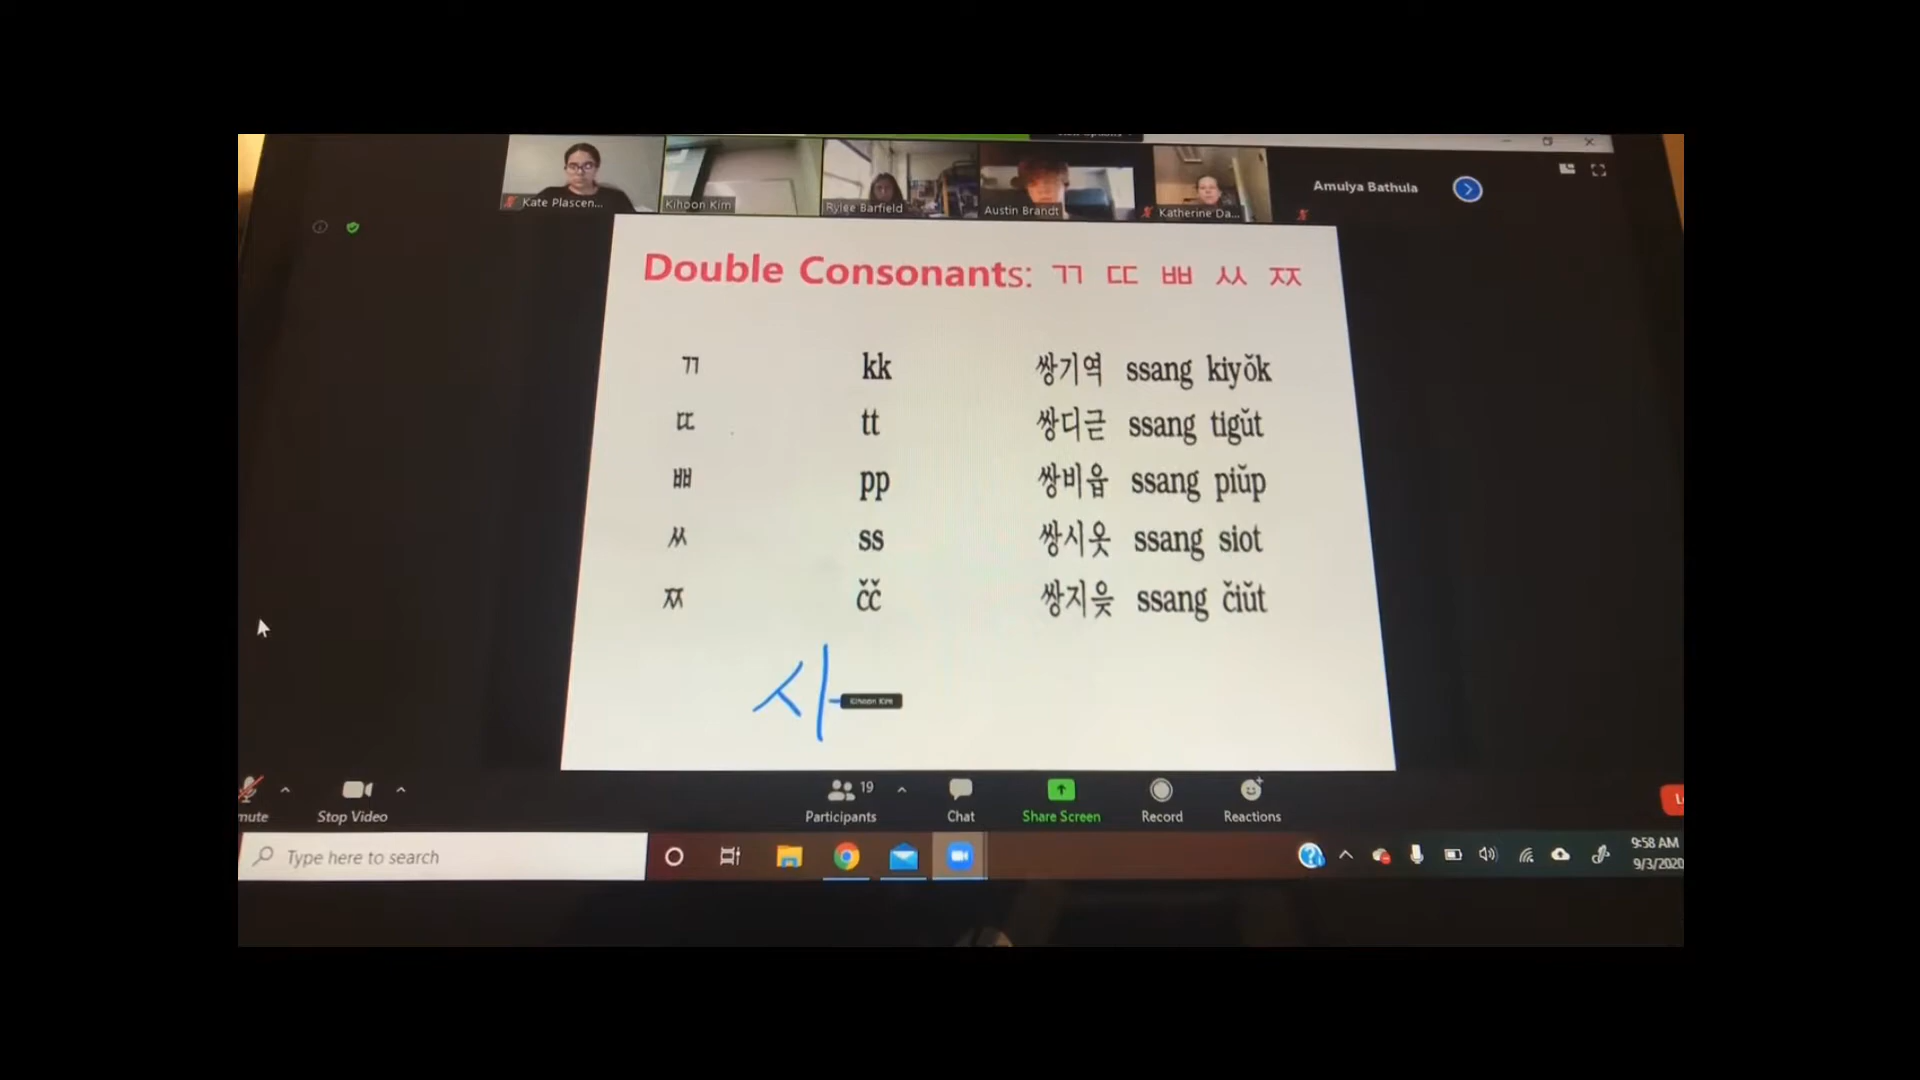 Kate Plascen...
Kihoon Kim
Rylee Barfield
Austin Brandt
Katherine Da...
Amulya Bathula
Double Consonants: ㄲ ㄸ ㅃ ㅆ ㅉ
ㄲ kk 쌍기역 ssang kiyŏk
ㄸ tt 쌍디귿 ssang tigŭt
ㅃ pp 쌍비읍 ssang piŭp
ㅆ ss 쌍시옷 ssang siot
ㅉ čč 쌍지읒 ssang čiŭt
사
Kihoon Kim
mute
Stop Video
19
Participants
Chat
Share Screen
Record
Reactions
Type here to search
9:58 AM
9/3/2020